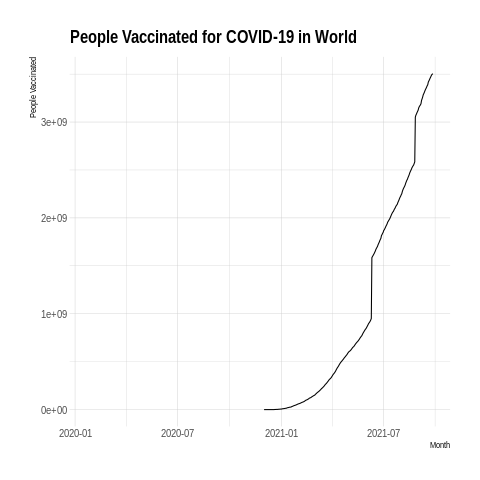 People Vaccinated for COVID-19 in World
People Vaccinated
3e+09
2e+09
1e+09
0e+00
2020-01 2020-07 2021-01 2021-07
Month